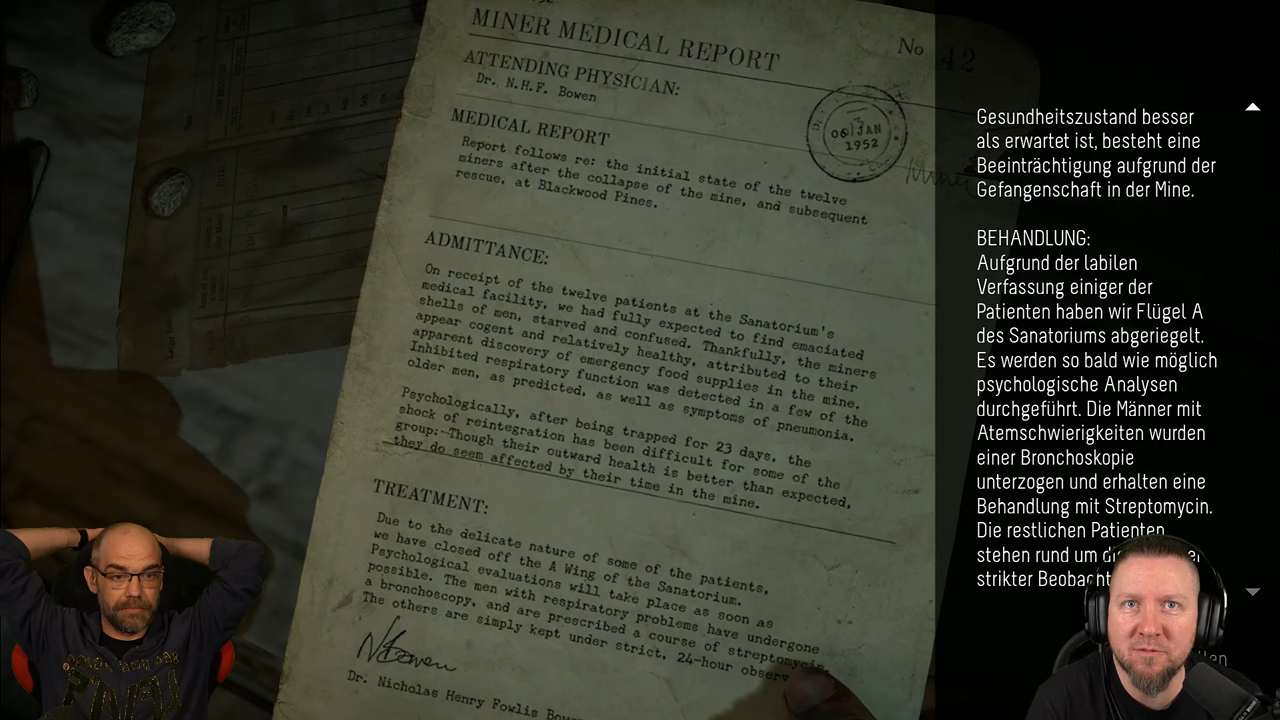 MINER MEDICAL REPORT
No 42
ATTENDING PHYSICIAN:
Dr. N.H.F. Bowen
06 JAN
1952
MEDICAL REPORT
Report follows re: the initial state of the twelve
miners after the collapse of the mine, and subsequent
rescue, at Blackwood Pines.
ADMITTANCE:
On receipt of the twelve patients at the Sanatorium's
medical facility, we had fully expected to find emaciated
shells of men, starved and confused. Thankfully, the miners
appear cogent and relatively healthy, attributed to their
apparent discovery of emergency food supplies in the mine.
Inhibited respiratory function was detected in a few of the
older men, as predicted, as well as symptoms of pneumonia.
Psychologically, after being trapped for 23 days, the
shock of reintegration has been difficult for some of the
group: Though their outward health is better than expected,
they do seem affected by their time in the mine.
TREATMENT:
Due to the delicate nature of some of the patients,
we have closed off the A Wing of the Sanatorium.
Psychological evaluations will take place as soon as
possible. The men with respiratory problems have undergone
a bronchoscopy, and are prescribed a course of streptomycin.
The others are simply kept under strict, 24-hour observ
NBowen
Dr. Nicholas Henry Fowlis Bowen
Gesundheitszustand besser
als erwartet ist, besteht eine
Beeinträchtigung aufgrund der
Gefangenschaft in der Mine.
BEHANDLUNG:
Aufgrund der labilen
Verfassung einiger der
Patienten haben wir Flügel A
des Sanatoriums abgeriegelt.
Es werden so bald wie möglich
psychologische Analysen
durchgeführt. Die Männer mit
Atemschwierigkeiten wurden
einer Bronchoskopie
unterzogen und erhalten eine
Behandlung mit Streptomycin.
Die restlichen Patienten
stehen rund um di
strikter Beobacht